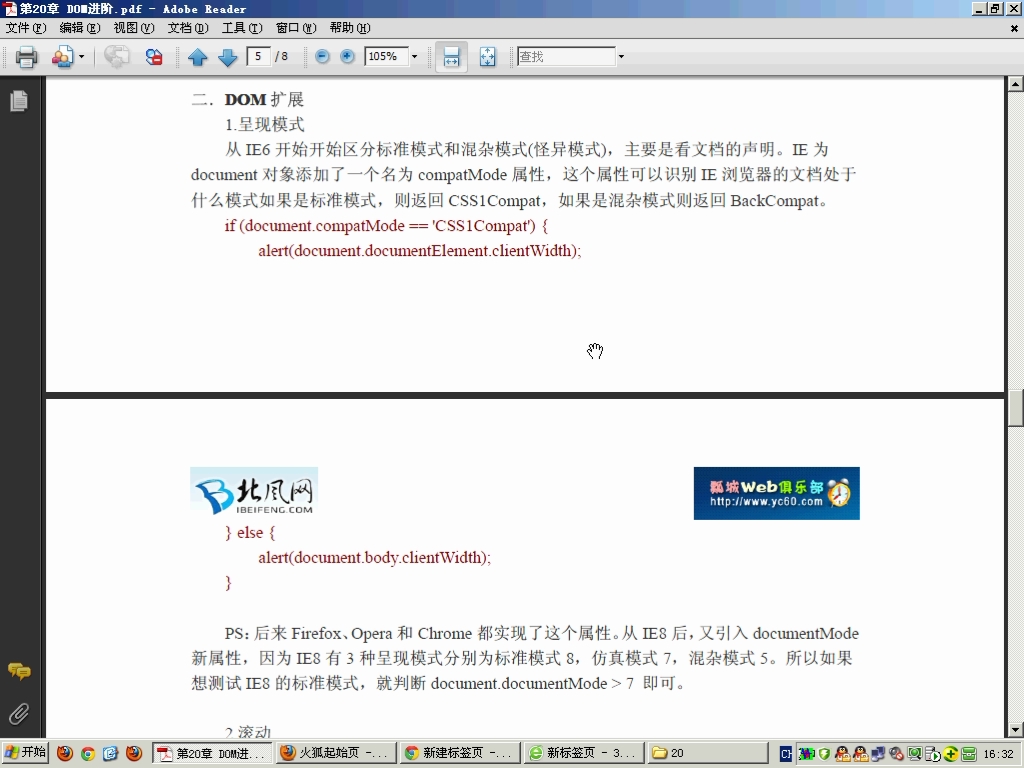 第20章 DOM进阶.pdf - Adobe Reader
文件(F) 编辑(E) 视图(V) 文档(D) 工具(T) 窗口(W) 帮助(H)
5 / 8 105% 查找
二．DOM 扩展
1.呈现模式
从 IE6 开始开始区分标准模式和混杂模式(怪异模式)，主要是看文档的声明。IE 为
document 对象添加了一个名为 compatMode 属性，这个属性可以识别 IE 浏览器的文档处于
什么模式如果是标准模式，则返回 CSS1Compat，如果是混杂模式则返回 BackCompat。
if (document.compatMode == 'CSS1Compat') {
alert(document.documentElement.clientWidth);
北风网
IBEIFENG.COM
瓢城Web俱乐部
http://www.yc60.com
} else {
alert(document.body.clientWidth);
}
PS：后来 Firefox、Opera 和 Chrome 都实现了这个属性。从 IE8 后，又引入 documentMode
新属性，因为 IE8 有 3 种呈现模式分别为标准模式 8，仿真模式 7，混杂模式 5。所以如果
想测试 IE8 的标准模式，就判断 document.documentMode > 7 即可。
2.滚动
开始 第20章 DOM进... 火狐起始页 -... 新建标签页 -... 新标签页 - 3... 20 CH 16:32